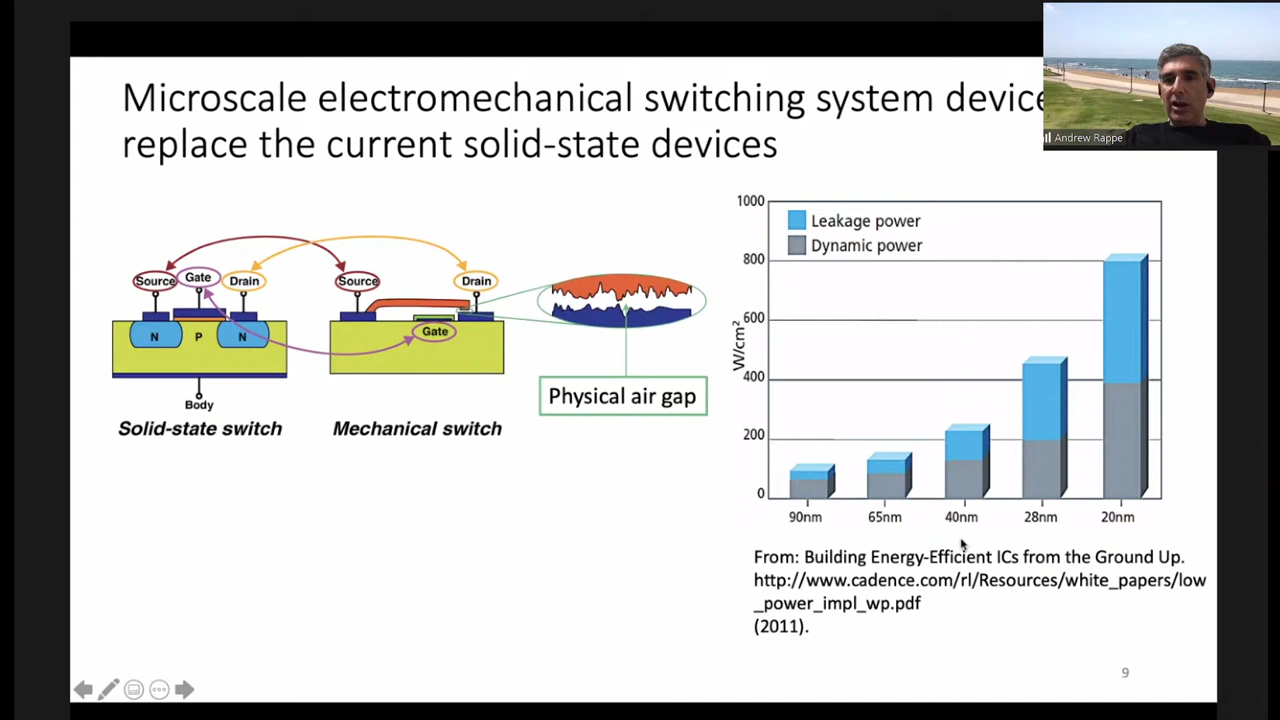 Microscale electromechanical switching system device
replace the current solid-state devices
Andrew Rappe
Source
Gate
Drain
N
P
N
Body
Solid-state switch
Source
Drain
Gate
Mechanical switch
Physical air gap
1000
800
600
400
200
0
W/cm²
Leakage power
Dynamic power
90nm
65nm
40nm
28nm
20nm
From: Building Energy-Efficient ICs from the Ground Up.
http://www.cadence.com/rl/Resources/white_papers/low
_power_impl_wp.pdf
(2011).
9